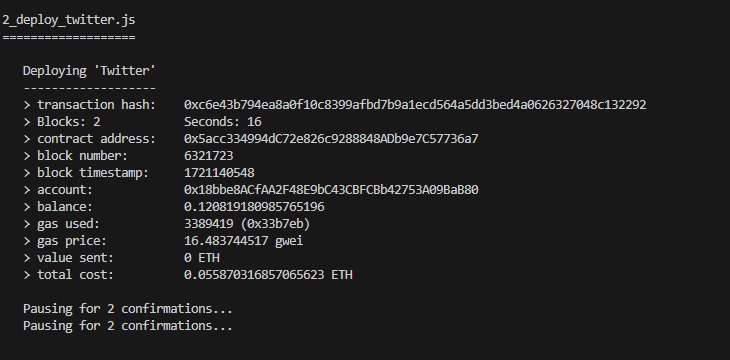 2_deploy_twitter.js
===================
Deploying 'Twitter'
-------------------
> transaction hash:    0xc6e43b794ea8a0f10c8399afbd7b9a1ecd564a5dd3bed4a0626327048c132292
> Blocks: 2            Seconds: 16
> contract address:    0x5acc334994dC72e826c9288848ADb9e7C57736a7
> block number:        6321723
> block timestamp:     1721140548
> account:             0x18bbe8ACfAA2F48E9bC43CBFCBb42753A09BaB80
> balance:             0.120819180985765196
> gas used:            3389419 (0x33b7eb)
> gas price:           16.483744517 gwei
> value sent:          0 ETH
> total cost:          0.055870316857065623 ETH
Pausing for 2 confirmations...
Pausing for 2 confirmations...